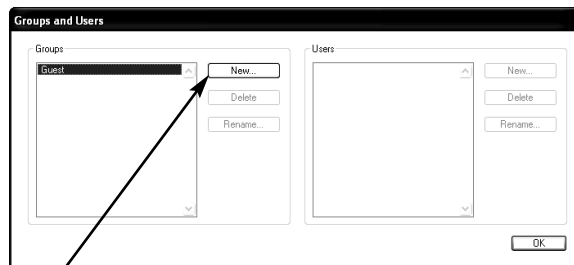 Groups and Users
Groups
Guest
New...
Delete
Rename...
Users
New...
Delete
Rename...
OK